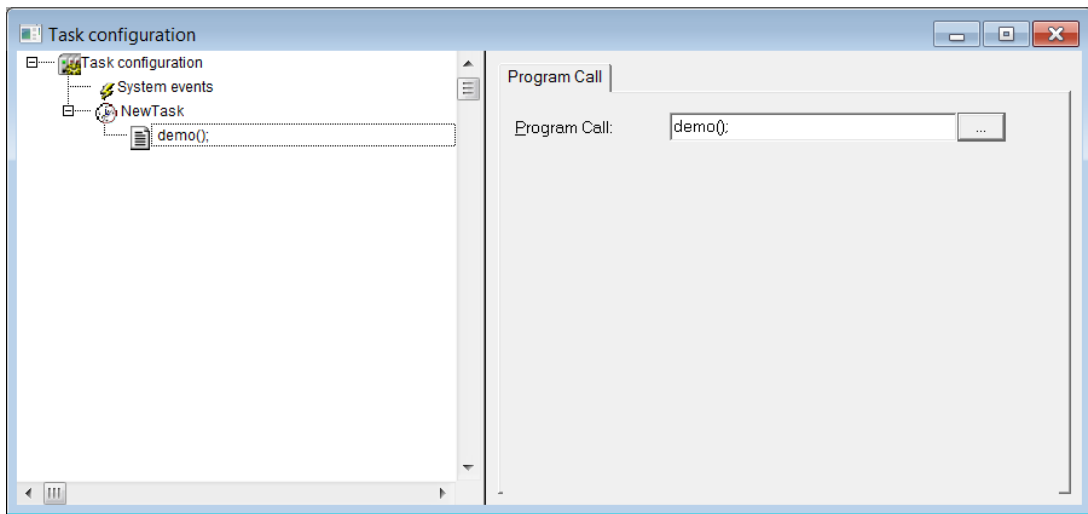 Task configuration
Task configuration
System events
NewTask
demo();
Program Call
Program Call:
demo();
...